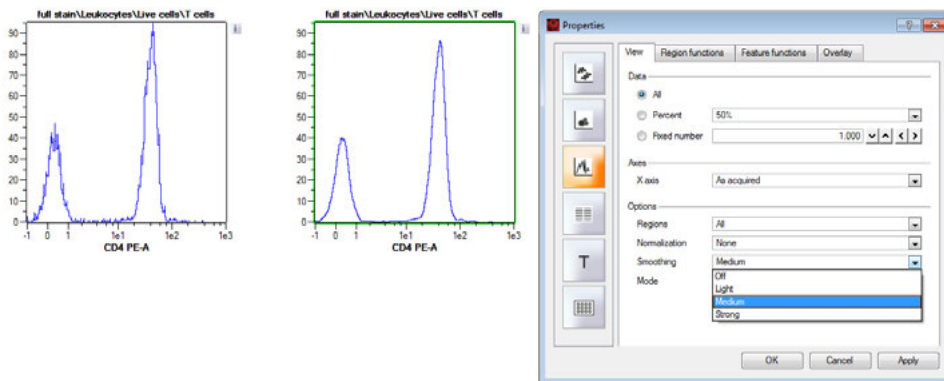 full stain\Leukocytes\Live cells\T cells
90
80
70
60
50
40
30
20
10
0
-1 0 1 1e1 1e2 1e3
CD4 PE-A
full stain\Leukocytes\Live cells\T cells
90
80
70
60
50
40
30
20
10
0
-1 0 1 1e1 1e2 1e3
CD4 PE-A
Properties
View Region functions Feature functions Overlay
Data
All
Percent 50%
Fixed number 1.000
Axes
X axis As acquired
Options
Regions All
Normalization None
Smoothing Medium
Mode
Off
Light
Medium
Strong
T
OK Cancel Apply